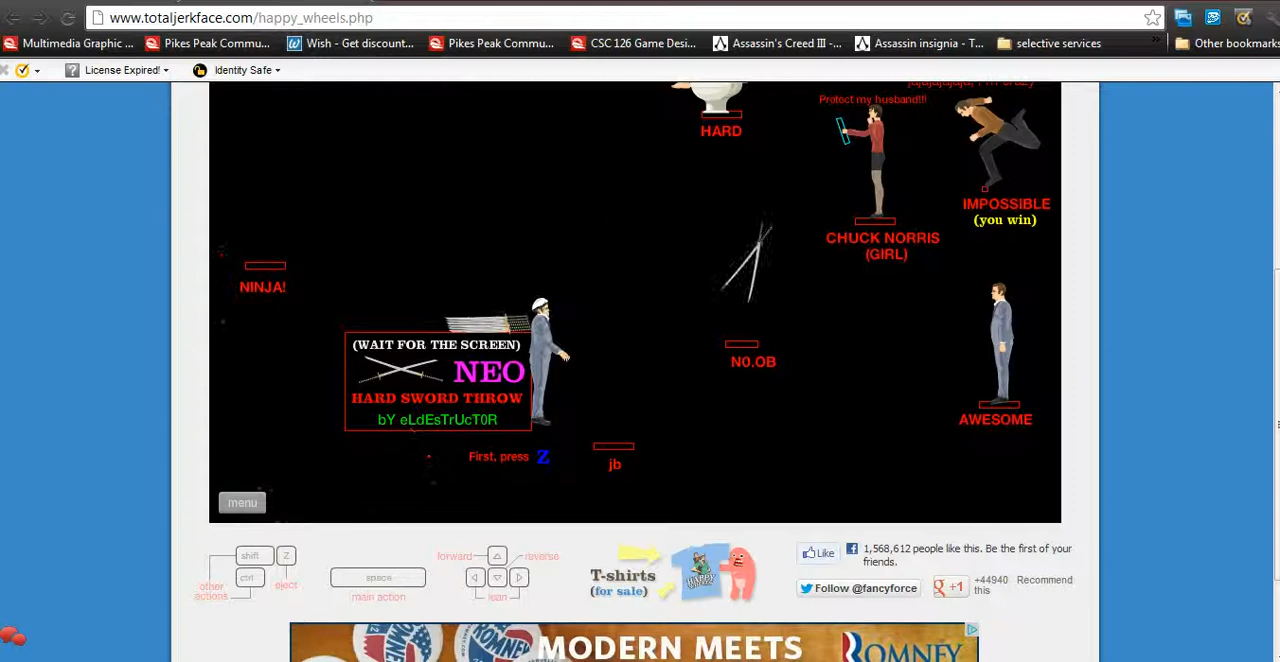 www.totaljerkface.com/happy_wheels.php
Multimedia Graphic ...
Pikes Peak Commu...
Wish - Get discount...
Pikes Peak Commu...
CSC 126 Game Desi...
Assassin's Creed III -...
Assassin insignia - T...
selective services
»
Other bookmarks
License Expired!
Identity Safe
Protect my husband!!!
HARD
IMPOSSIBLE
(you win)
CHUCK NORRIS
(GIRL)
NINJA!
(WAIT FOR THE SCREEN)
NEO
HARD SWORD THROW
bY eLdEsTrUcT0R
N0.OB
AWESOME
First, press Z
jb
menu
shift
Z
ctrl
other
actions
eject
space
main action
forward
reverse
lean
T-shirts
(for sale)
Like
1,568,612 people like this. Be the first of your
friends.
Follow @fancyforce
g +1
+44940 Recommend
this
MODERN MEETS
ROMNEY